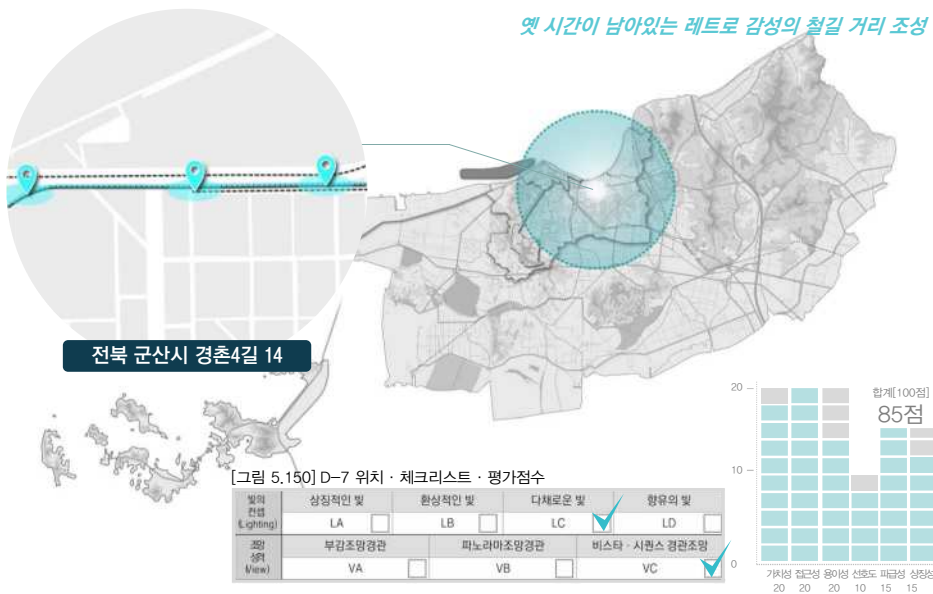 옛 시간이 남아있는 레트로 감성의 철길 거리 조성
전북 군산시 경촌4길 14
[그림 5.150] D-7 위치 · 체크리스트 · 평가점수
빛의 컨셉 (Lighting)
상징적인 빛 환상적인 빛 다채로운 빛 향유의 빛
LA LB LC LD
조망 성격 (View)
부감조망경관 파노라마조망경관 비스타 · 시퀀스 경관조망
VA VB VC
합계[100점]
85점
20
10
0
가치성 접근성 용이성 선호도 파급성 상징성
20 20 20 10 15 15